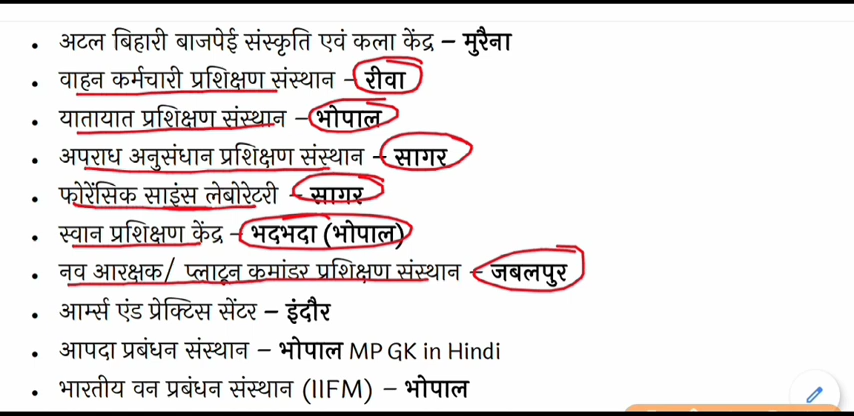 • अटल बिहारी बाजपेई संस्कृति एवं कला केंद्र – मुरैना
• वाहन कर्मचारी प्रशिक्षण संस्थान – रीवा
• यातायात प्रशिक्षण संस्थान – भोपाल
• अपराध अनुसंधान प्रशिक्षण संस्थान – सागर
• फोरेंसिक साइंस लेबोरेटरी – सागर
• स्वान प्रशिक्षण केंद्र – भदभदा (भोपाल)
• नव आरक्षक/ प्लाटून कमांडर प्रशिक्षण संस्थान – जबलपुर
• आर्म्स एंड प्रेक्टिस सेंटर – इंदौर
• आपदा प्रबंधन संस्थान – भोपाल MP GK in Hindi
• भारतीय वन प्रबंधन संस्थान (IIFM) – भोपाल